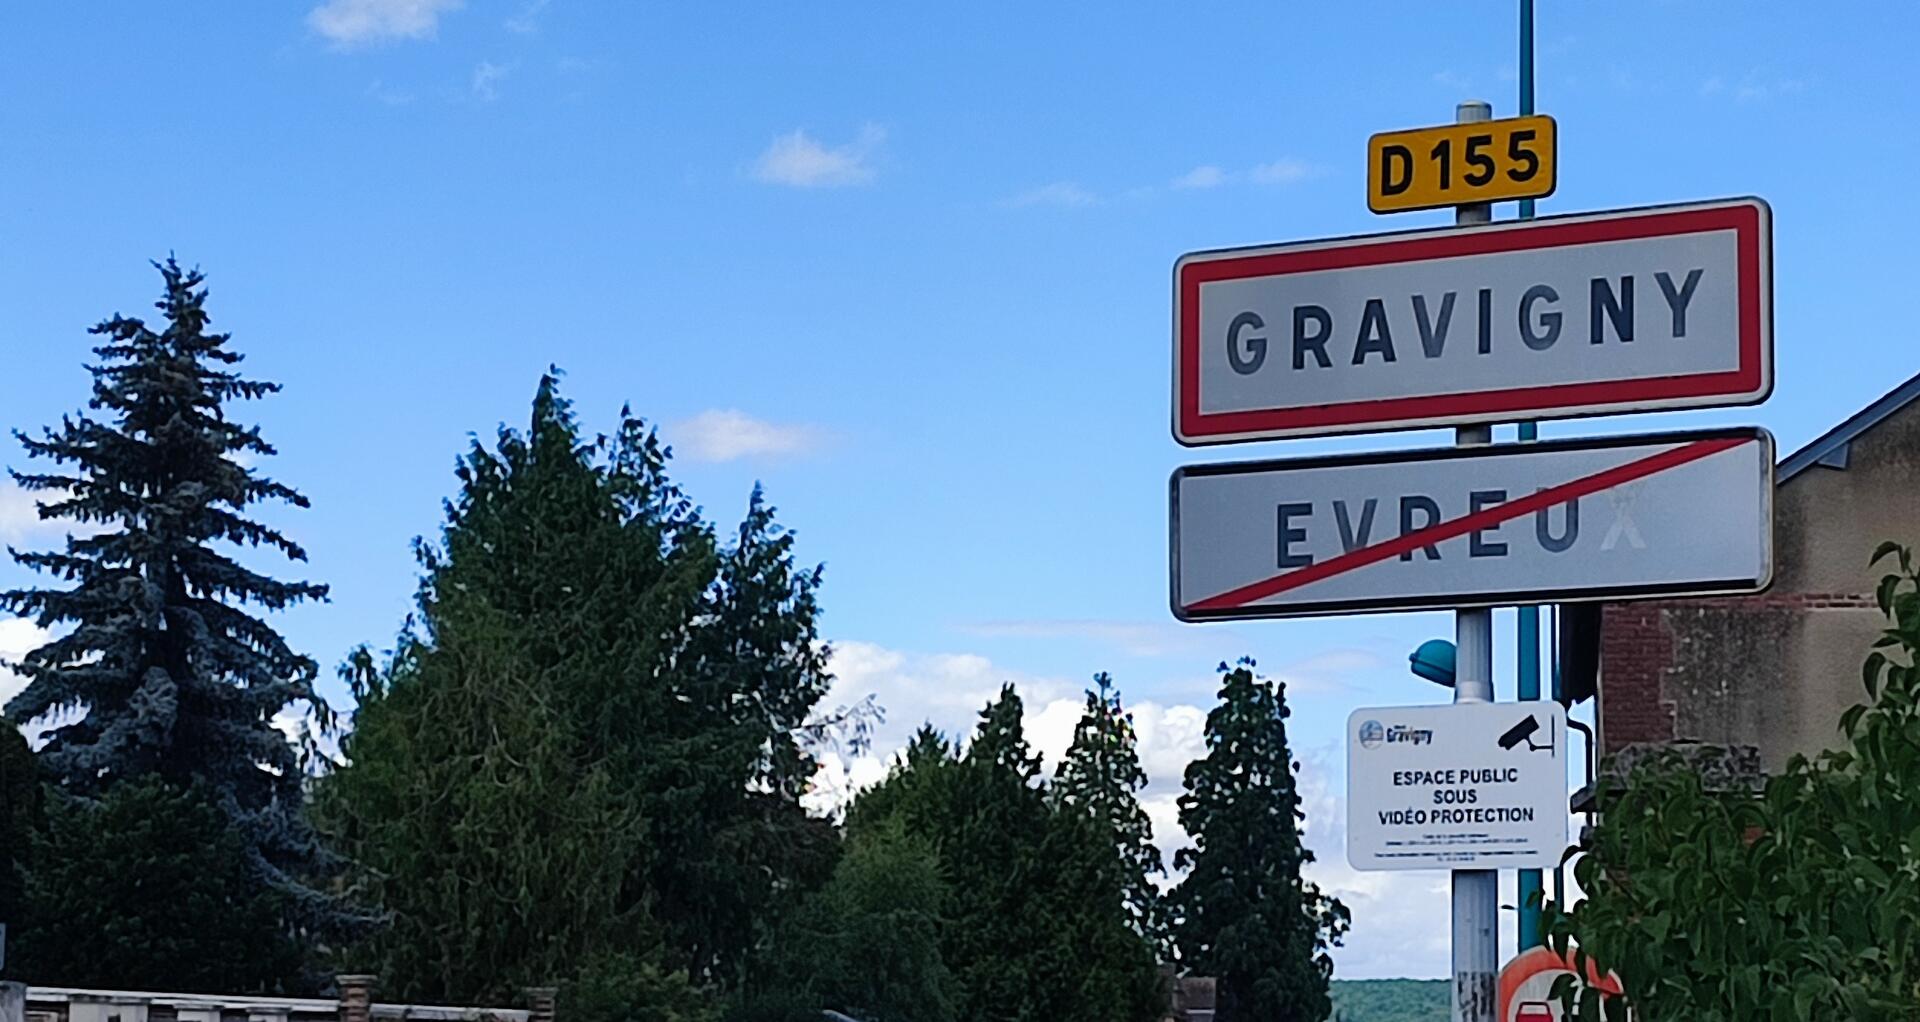 D155
GRAVIGNY
EVREUX
Gravigny
ESPACE PUBLIC
SOUS
VIDÉO PROTECTION